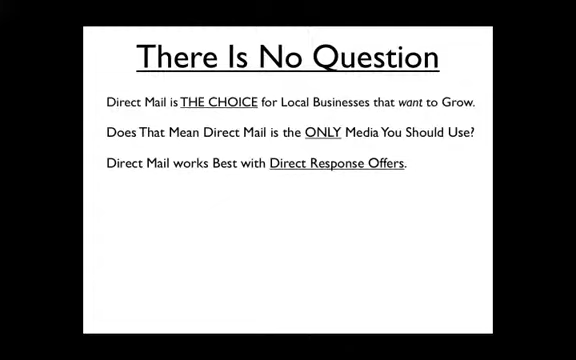 There Is No Question
Direct Mail is THE CHOICE for Local Businesses that want to Grow.
Does That Mean Direct Mail is the ONLY Media You Should Use?
Direct Mail works Best with Direct Response Offers.